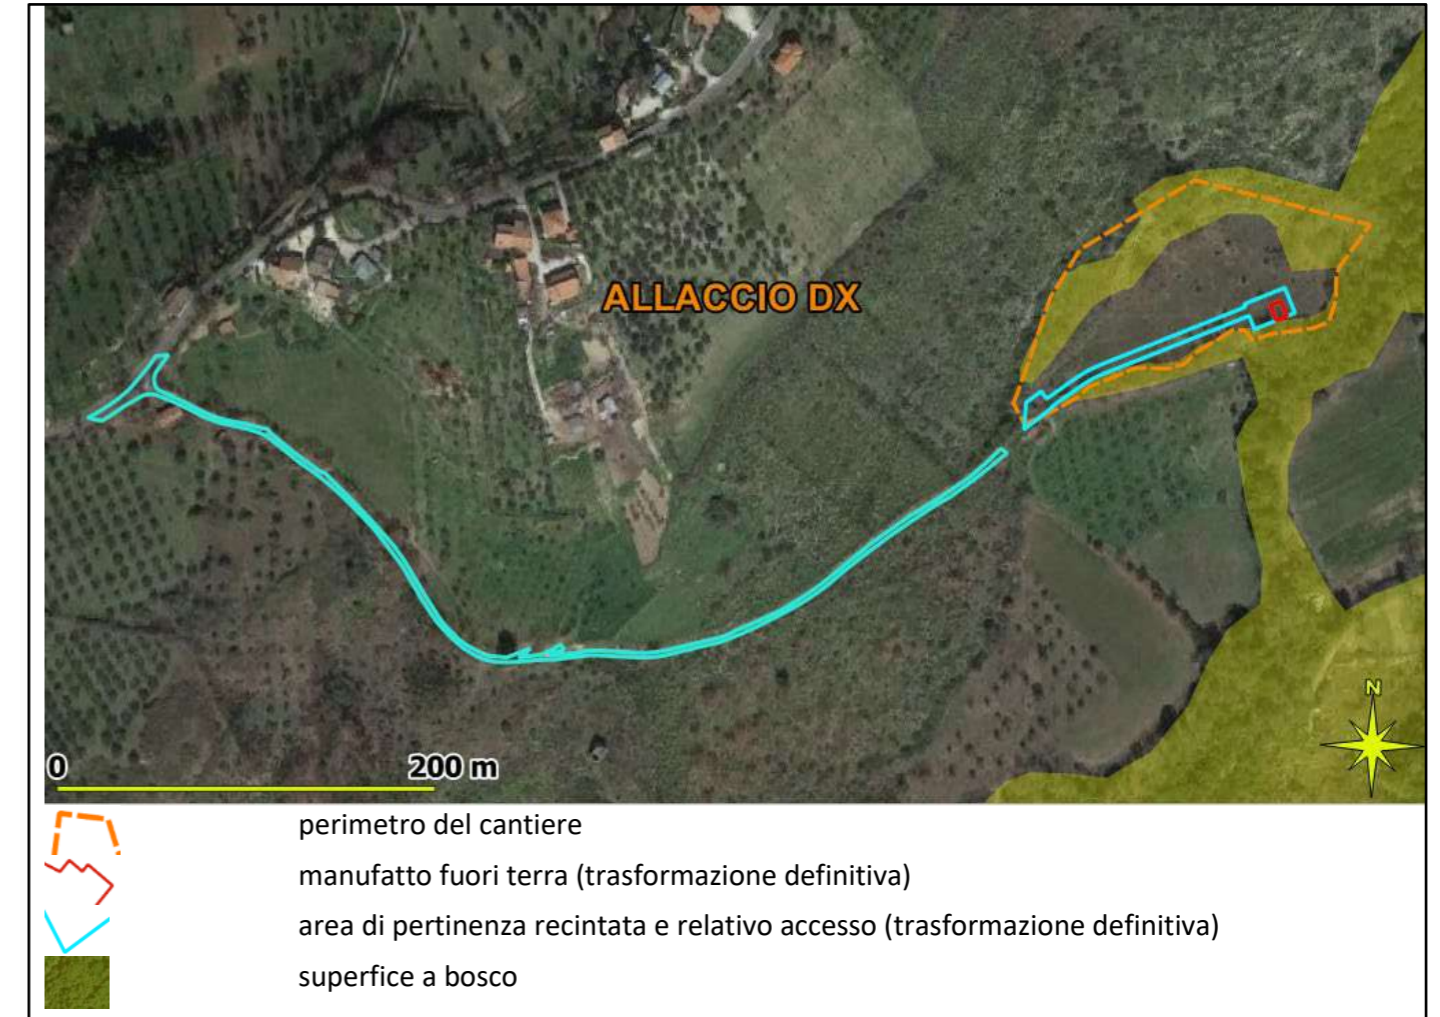 ALLACCIO DX
N
0 200 m
perimetro del cantiere
manufatto fuori terra (trasformazione definitiva)
area di pertinenza recintata e relativo accesso (trasformazione definitiva)
superfice a bosco